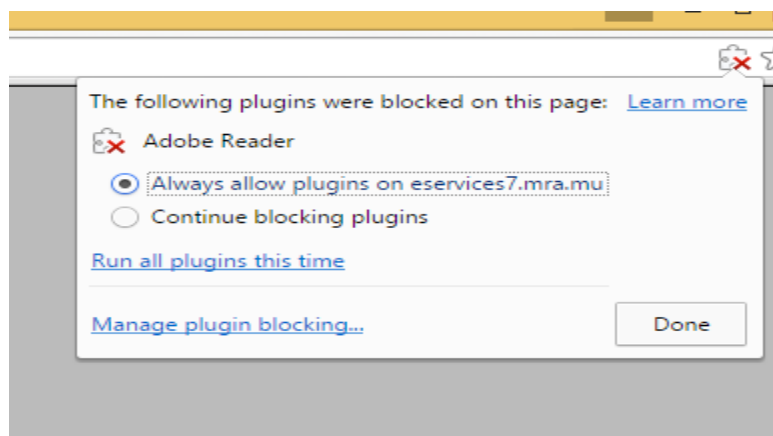 The following plugins were blocked on this page: Learn more
Adobe Reader
Always allow plugins on eservices7.mra.mu
Continue blocking plugins
Run all plugins this time
Manage plugin blocking... Done